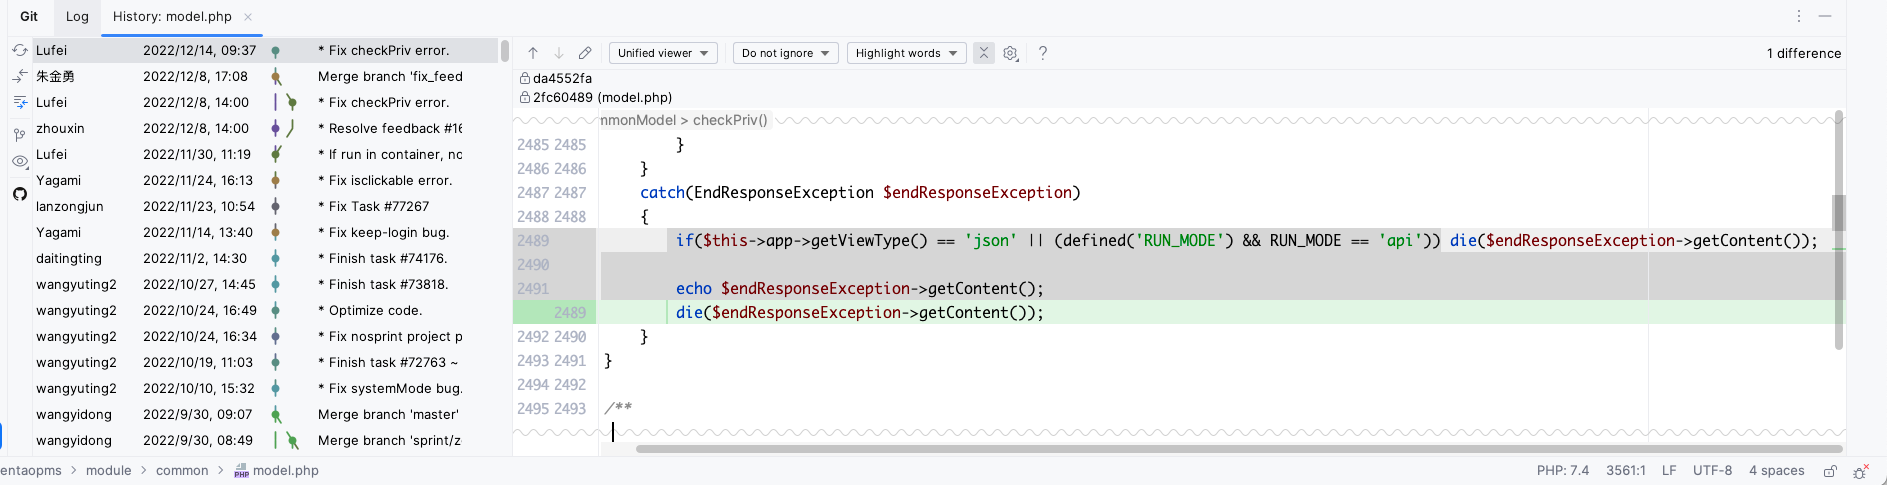 Git Log History: model.php ×
Lufei 2022/12/14, 09:37 * Fix checkPriv error.
朱金勇 2022/12/8, 17:08 Merge branch 'fix_feed
Lufei 2022/12/8, 14:00 * Fix checkPriv error.
zhouxin 2022/12/8, 14:00 * Resolve feedback #16
Lufei 2022/11/30, 11:19 * If run in container, no
Yagami 2022/11/24, 16:13 * Fix isclickable error.
lanzongjun 2022/11/23, 10:54 * Fix Task #77267
Yagami 2022/11/14, 13:40 * Fix keep-login bug.
daitingting 2022/11/2, 14:30 * Finish task #74176.
wangyuting2 2022/10/27, 14:45 * Finish task #73818.
wangyuting2 2022/10/24, 16:49 * Optimize code.
wangyuting2 2022/10/24, 16:34 * Fix nosprint project p
wangyuting2 2022/10/19, 11:03 * Finish task #72763 ~
wangyuting2 2022/10/10, 15:32 * Fix systemMode bug.
wangyidong 2022/9/30, 09:07 Merge branch 'master'
wangyidong 2022/9/30, 08:49 Merge branch 'sprint/z
Unified viewer Do not ignore Highlight words ? 1 difference
da4552fa
2fc60489 (model.php)
mmonModel > checkPriv()
2485 2485 }
2486 2486 }
2487 2487 catch(EndResponseException $endResponseException)
2488 2488 {
2489 if($this->app->getViewType() == 'json' || (defined('RUN_MODE') && RUN_MODE == 'api')) die($endResponseException->getContent());
2490
2491 echo $endResponseException->getContent();
2489 die($endResponseException->getContent());
2492 2490 }
2493 2491 }
2494 2492
2495 2493 /**
entaopms > module > common > model.php PHP: 7.4 3561:1 LF UTF-8 4 spaces